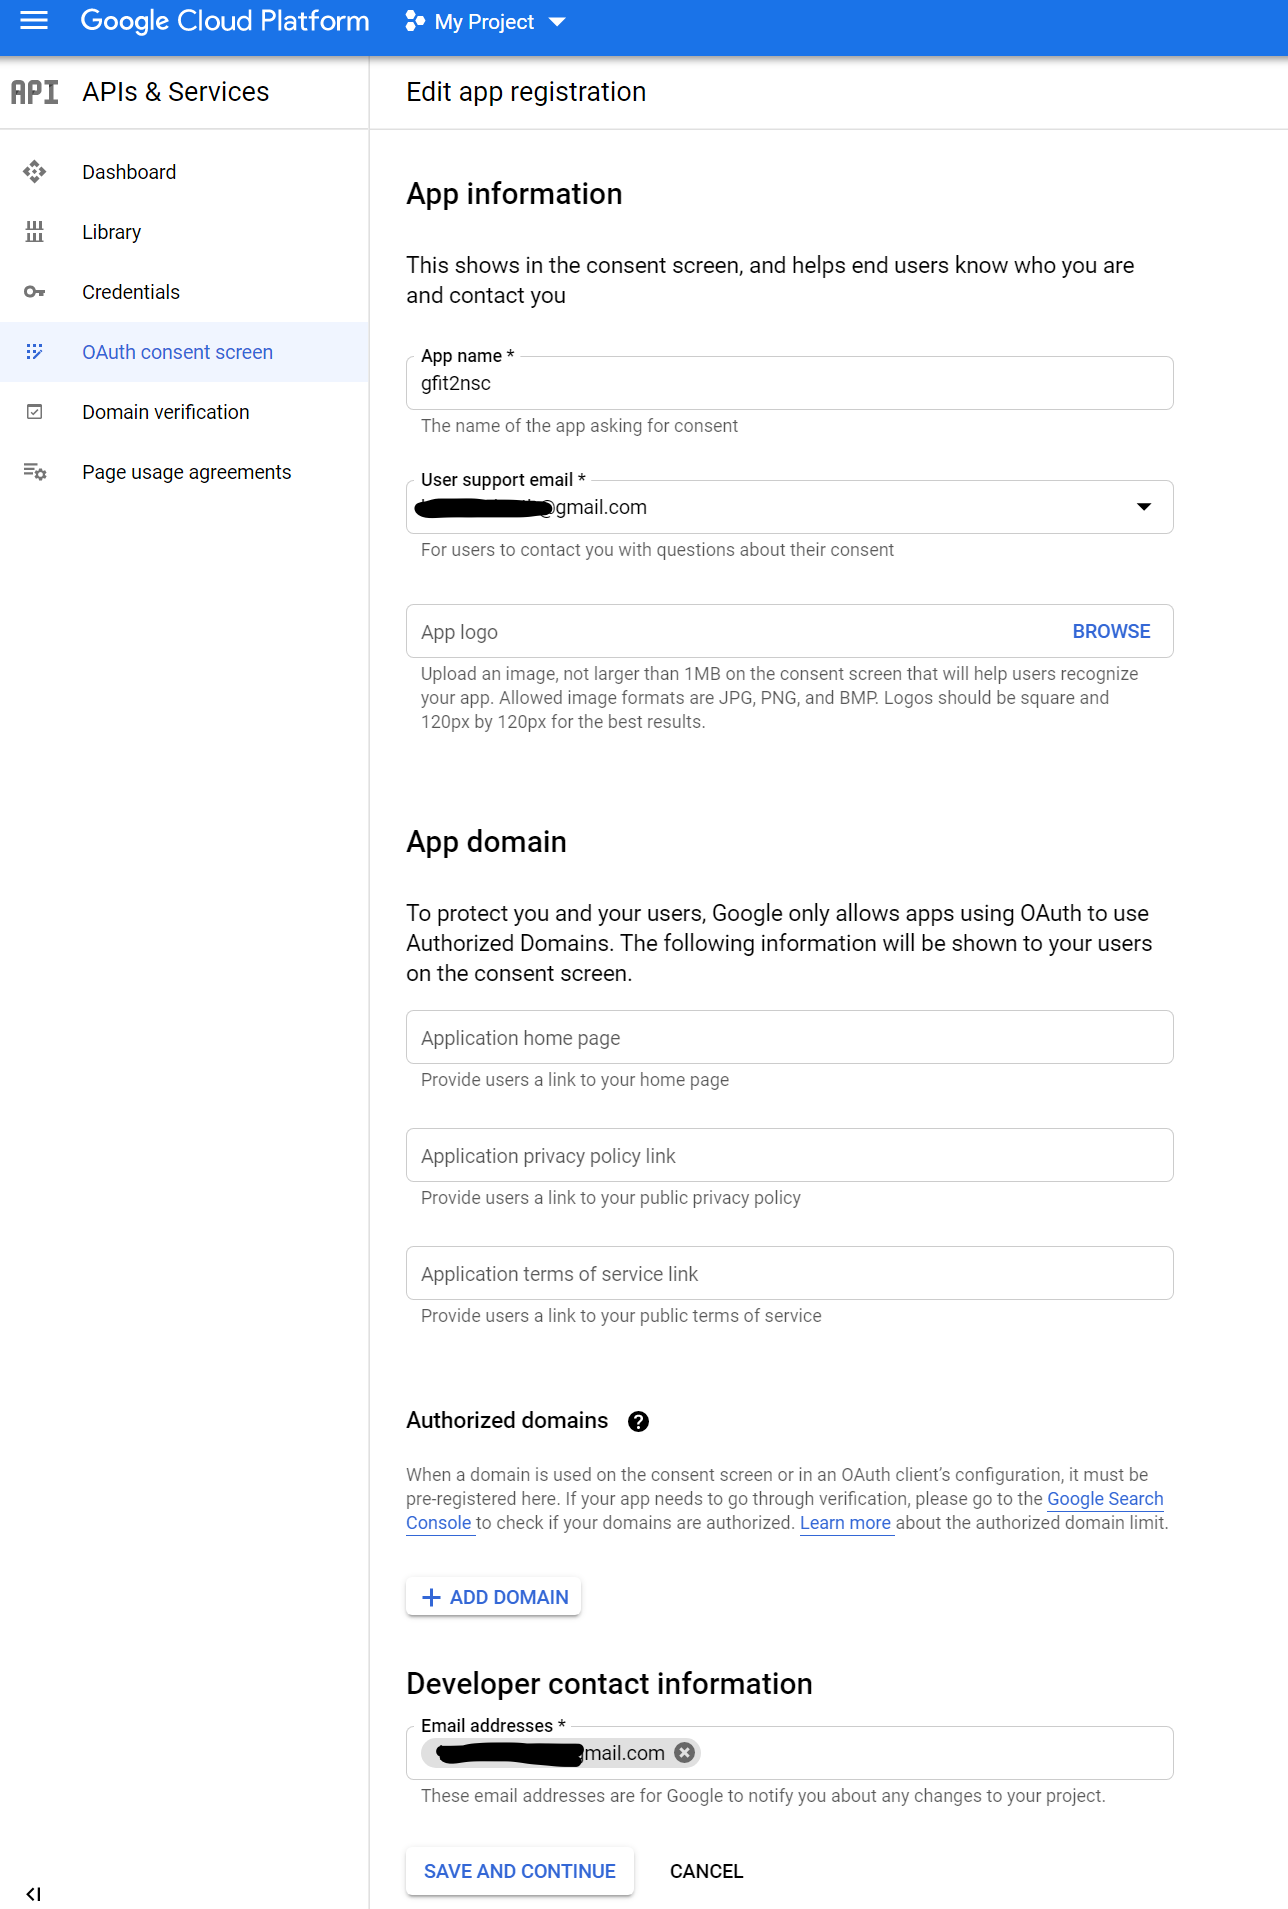 Google Cloud Platform My Project
API APIs & Services
Edit app registration
Dashboard
Library
Credentials
OAuth consent screen
Domain verification
Page usage agreements
App information
This shows in the consent screen, and helps end users know who you are
and contact you
App name *
gfit2nsc
The name of the app asking for consent
User support email *
@gmail.com
For users to contact you with questions about their consent
App logo BROWSE
Upload an image, not larger than 1MB on the consent screen that will help users recognize
your app. Allowed image formats are JPG, PNG, and BMP. Logos should be square and
120px by 120px for the best results.
App domain
To protect you and your users, Google only allows apps using OAuth to use
Authorized Domains. The following information will be shown to your users
on the consent screen.
Application home page
Provide users a link to your home page
Application privacy policy link
Provide users a link to your public privacy policy
Application terms of service link
Provide users a link to your public terms of service
Authorized domains ?
When a domain is used on the consent screen or in an OAuth client's configuration, it must be
pre-registered here. If your app needs to go through verification, please go to the Google Search
Console to check if your domains are authorized. Learn more about the authorized domain limit.
+ ADD DOMAIN
Developer contact information
Email addresses *
mail.com
These email addresses are for Google to notify you about any changes to your project.
SAVE AND CONTINUE CANCEL